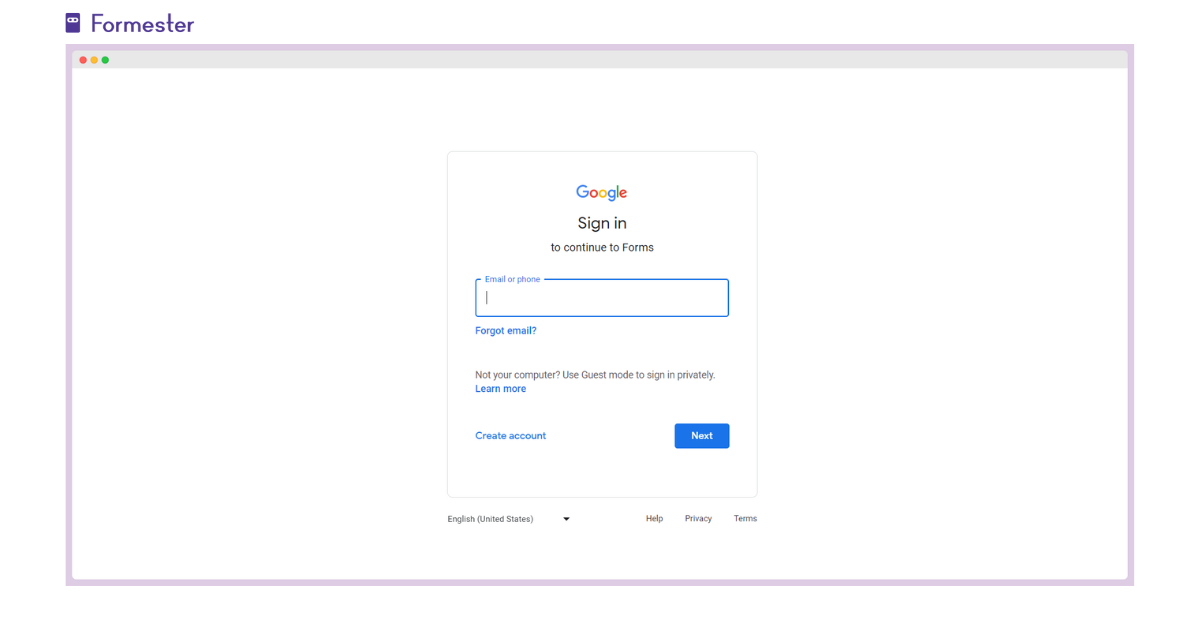 Formester
Google
Sign in
to continue to Forms
Email or phone
Forgot email?
Not your computer? Use Guest mode to sign in privately.
Learn more
Create account
Next
English (United States)
Help
Privacy
Terms